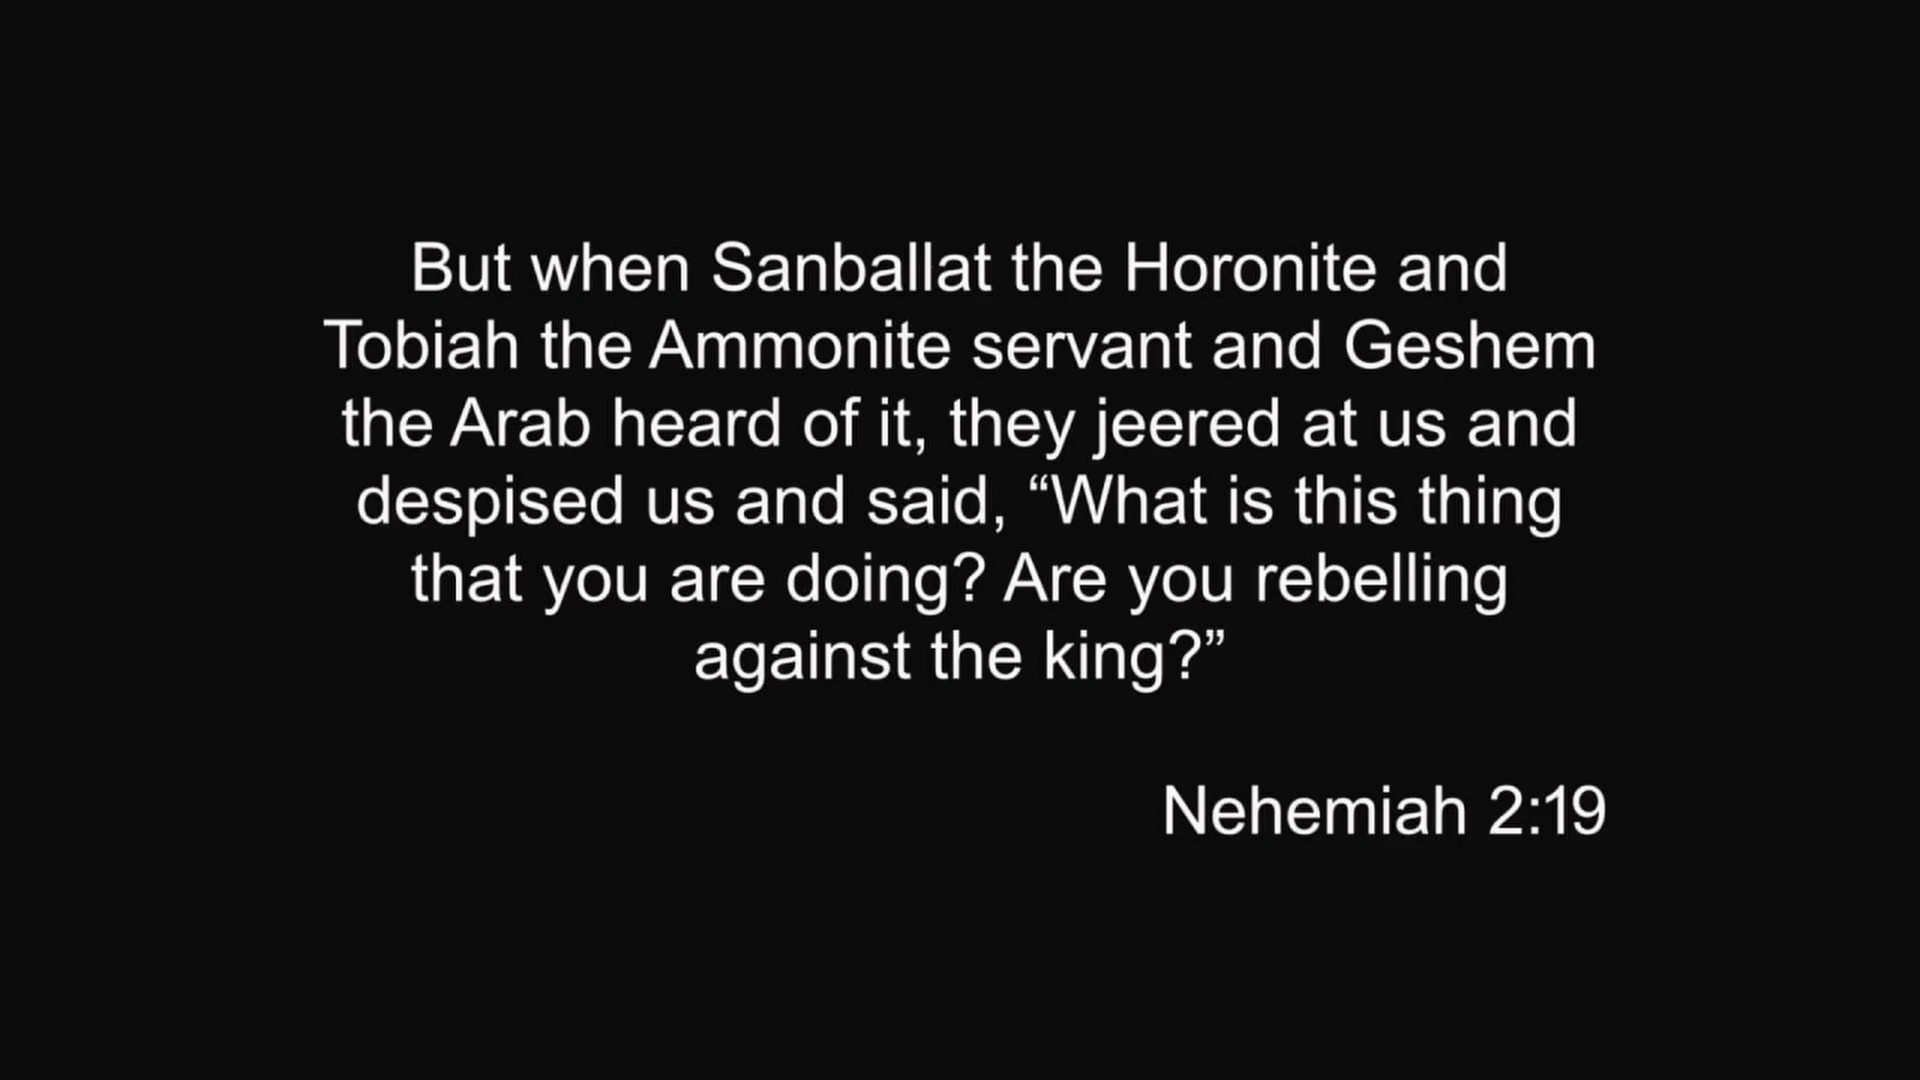 But when Sanballat the Horonite and
Tobiah the Ammonite servant and Geshem
the Arab heard of it, they jeered at us and
despised us and said, “What is this thing
that you are doing? Are you rebelling
against the king?”
Nehemiah 2:19